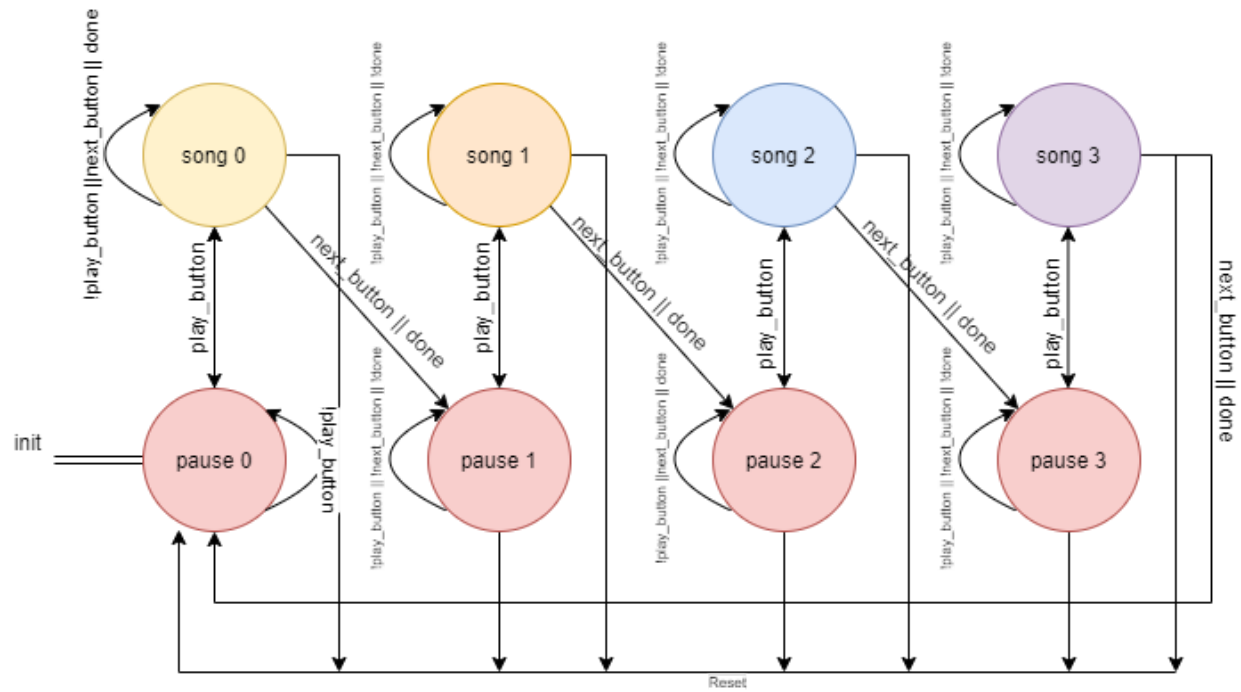 !play_button ||next_button || done
!play_button || !next_button || !done
!play_button || !next_button || !done
!play_button || !next_button || !done
song 0
song 1
song 2
song 3
play_button
next_button || done
play_button
next_button || done
play_button
next_button || done
play_button
next_button || done
init
pause 0
!play_button
!play_button || !next_button || !done
pause 1
!play_button ||next_button || done
pause 2
!play_button || !next_button || !done
pause 3
Reset